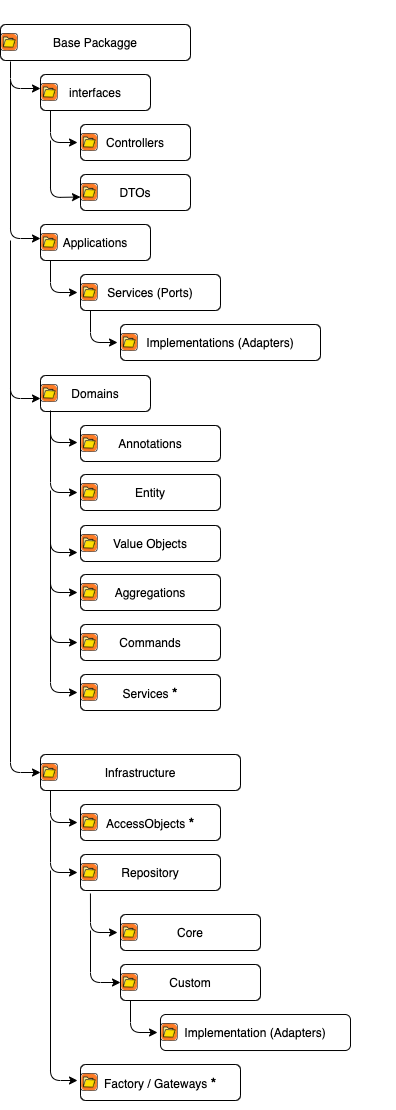 Base Packagge
interfaces
Controllers
DTOs
Applications
Services (Ports)
Implementations (Adapters)
Domains
Annotations
Entity
Value Objects
Aggregations
Commands
Services *
Infrastructure
AccessObjects *
Repository
Core
Custom
Implementation (Adapters)
Factory / Gateways *